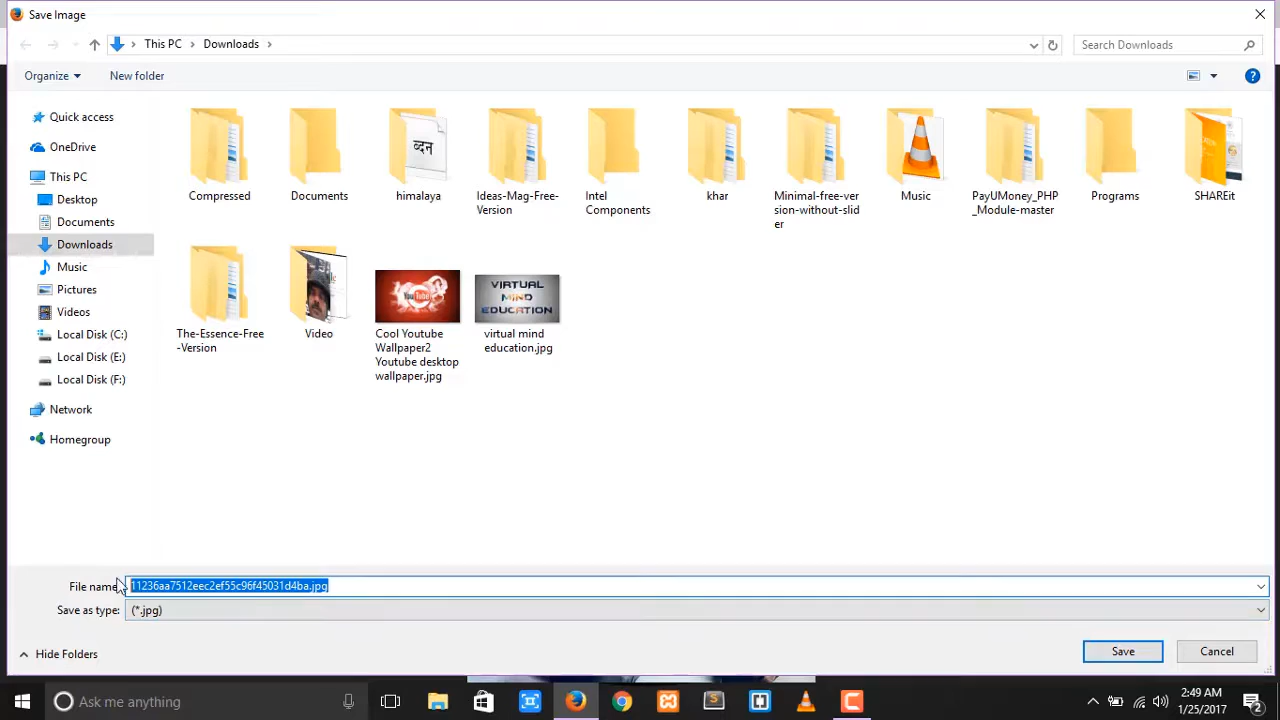 Save Image
This PC
Downloads
Search Downloads
Organize
New folder
Quick access
OneDrive
This PC
Desktop
Documents
Downloads
Music
Pictures
Videos
Local Disk (C:)
Local Disk (E:)
Local Disk (F:)
Network
Homegroup
Compressed
Documents
ब्दन
himalaya
Ideas-Mag-Free-
Version
Intel
Components
khar
Minimal-free-ver
sion-without-slid
er
Music
PayUMoney_PHP
_Module-master
Programs
SHAREit
The-Essence-Free
-Version
Video
YouTube
Cool Youtube
Wallpaper2
Youtube desktop
wallpaper.jpg
VIRTUAL
MIND
EDUCATION
virtual mind
education.jpg
File name:
11236aa7512eec2ef55c96f45031d4ba.jpg
Save as type:
(*.jpg)
Hide Folders
Save
Cancel
Ask me anything
2:49 AM
1/25/2017
2